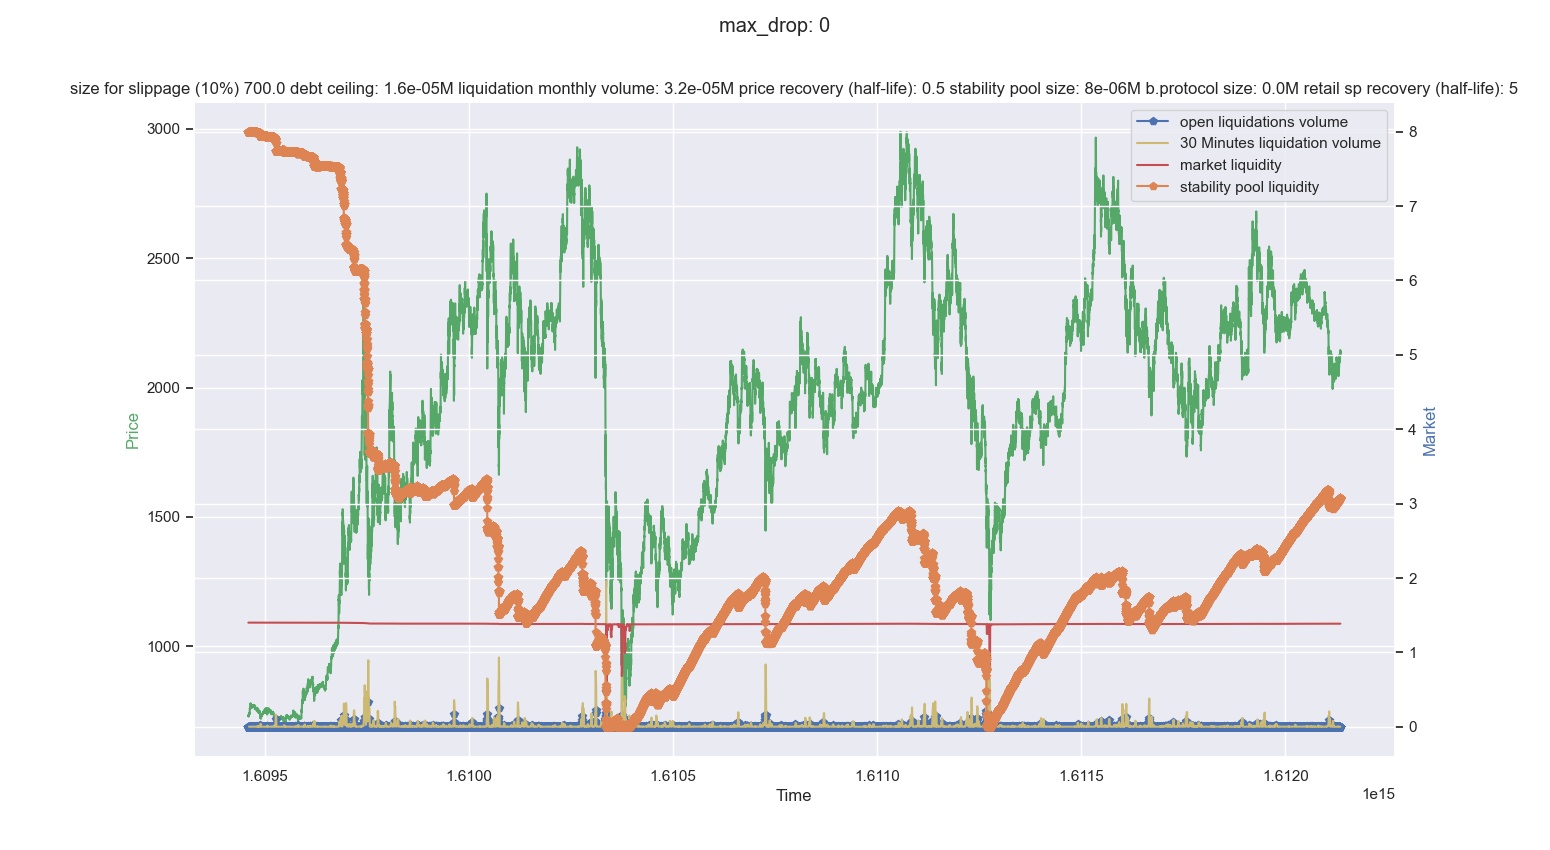 max_drop: 0
size for slippage (10%) 700.0 debt ceiling: 1.6e-05M liquidation monthly volume: 3.2e-05M price recovery (half-life): 0.5 stability pool size: 8e-06M b.protocol size: 0.0M retail sp recovery (half-life): 5
open liquidations volume
30 Minutes liquidation volume
market liquidity
stability pool liquidity
3000
2500
2000
1500
1000
Price
8
7
6
5
4
3
2
1
0
Market
1.6095
1.6100
1.6105
1.6110
1.6115
1.6120
1e15
Time